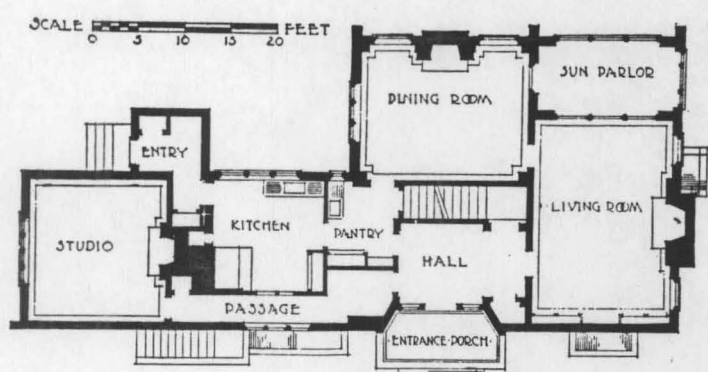 SCALE 0 5 10 15 20 FEET
DINING ROOM
SUN PARLOR
ENTRY
STUDIO
KITCHEN
PANTRY
HALL
LIVING ROOM
PASSAGE
·ENTRANCE·PORCH·